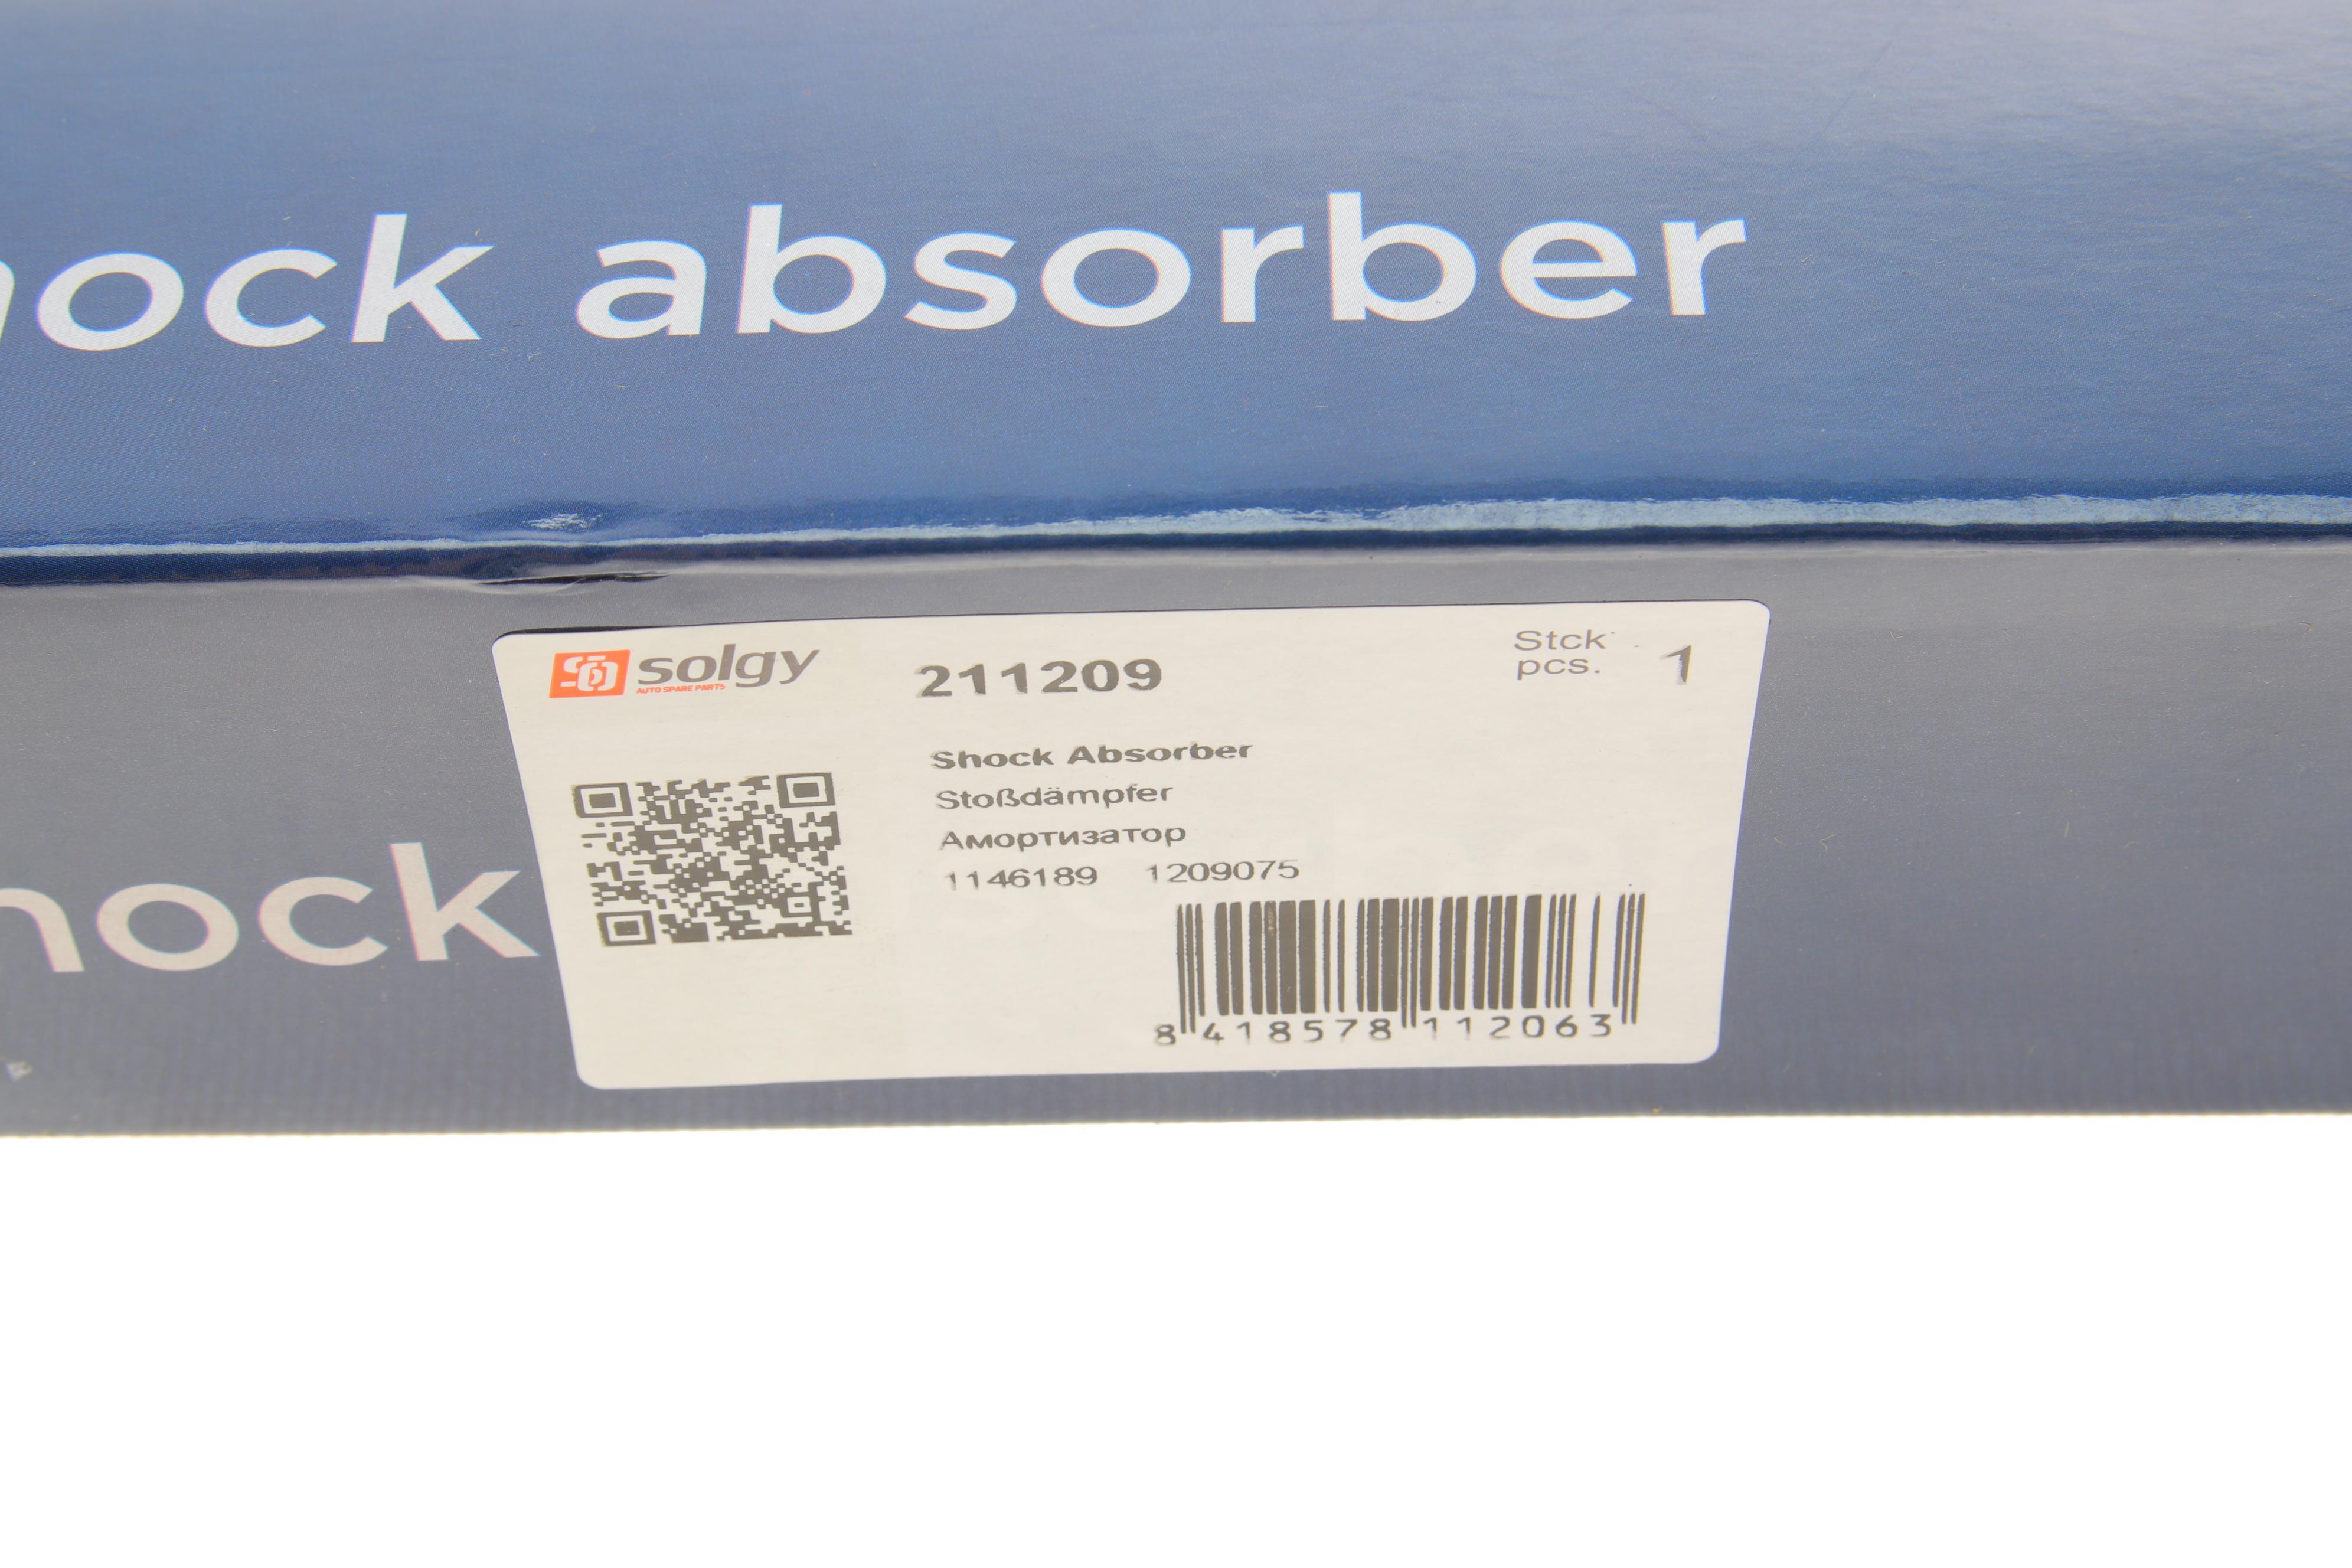 hock absorber
solgy
AUTO SPARE PARTS
211209
Stck.
pcs. 1
Shock Absorber
Stoßdämpfer
Амортизатор
1146189 1209075
8 418578 112063
hock